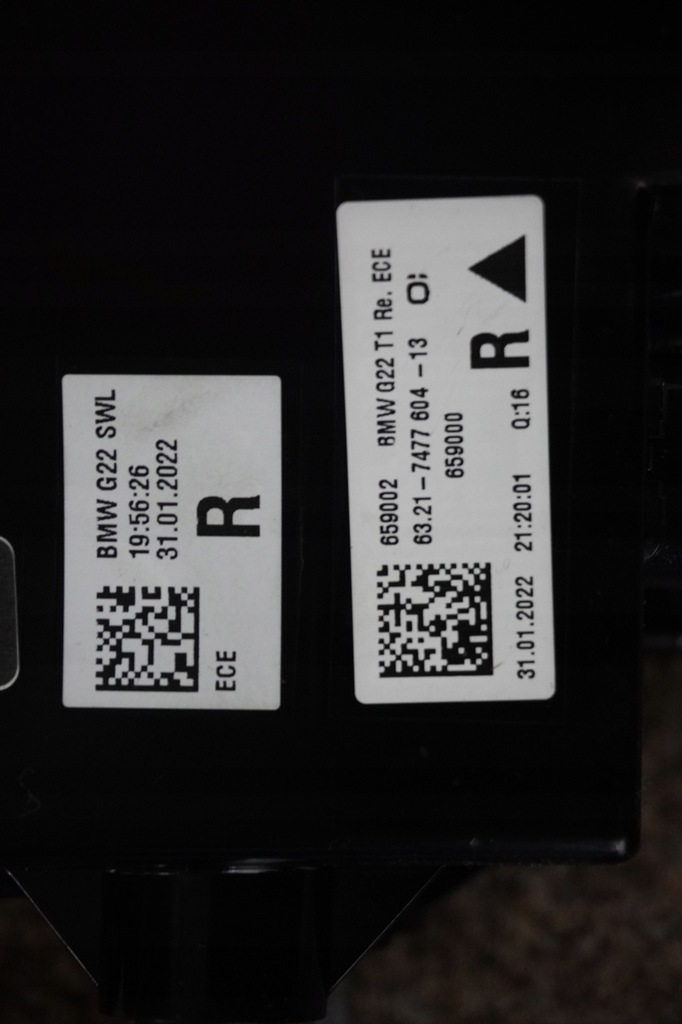 BMW G22 SWL
19:56:26
31.01.2022
R
ECE
659002 BMW G22 T1 Re. ECE
63.21-7477 604-13
659000
R
31.01.2022 21:20:01 Q:16